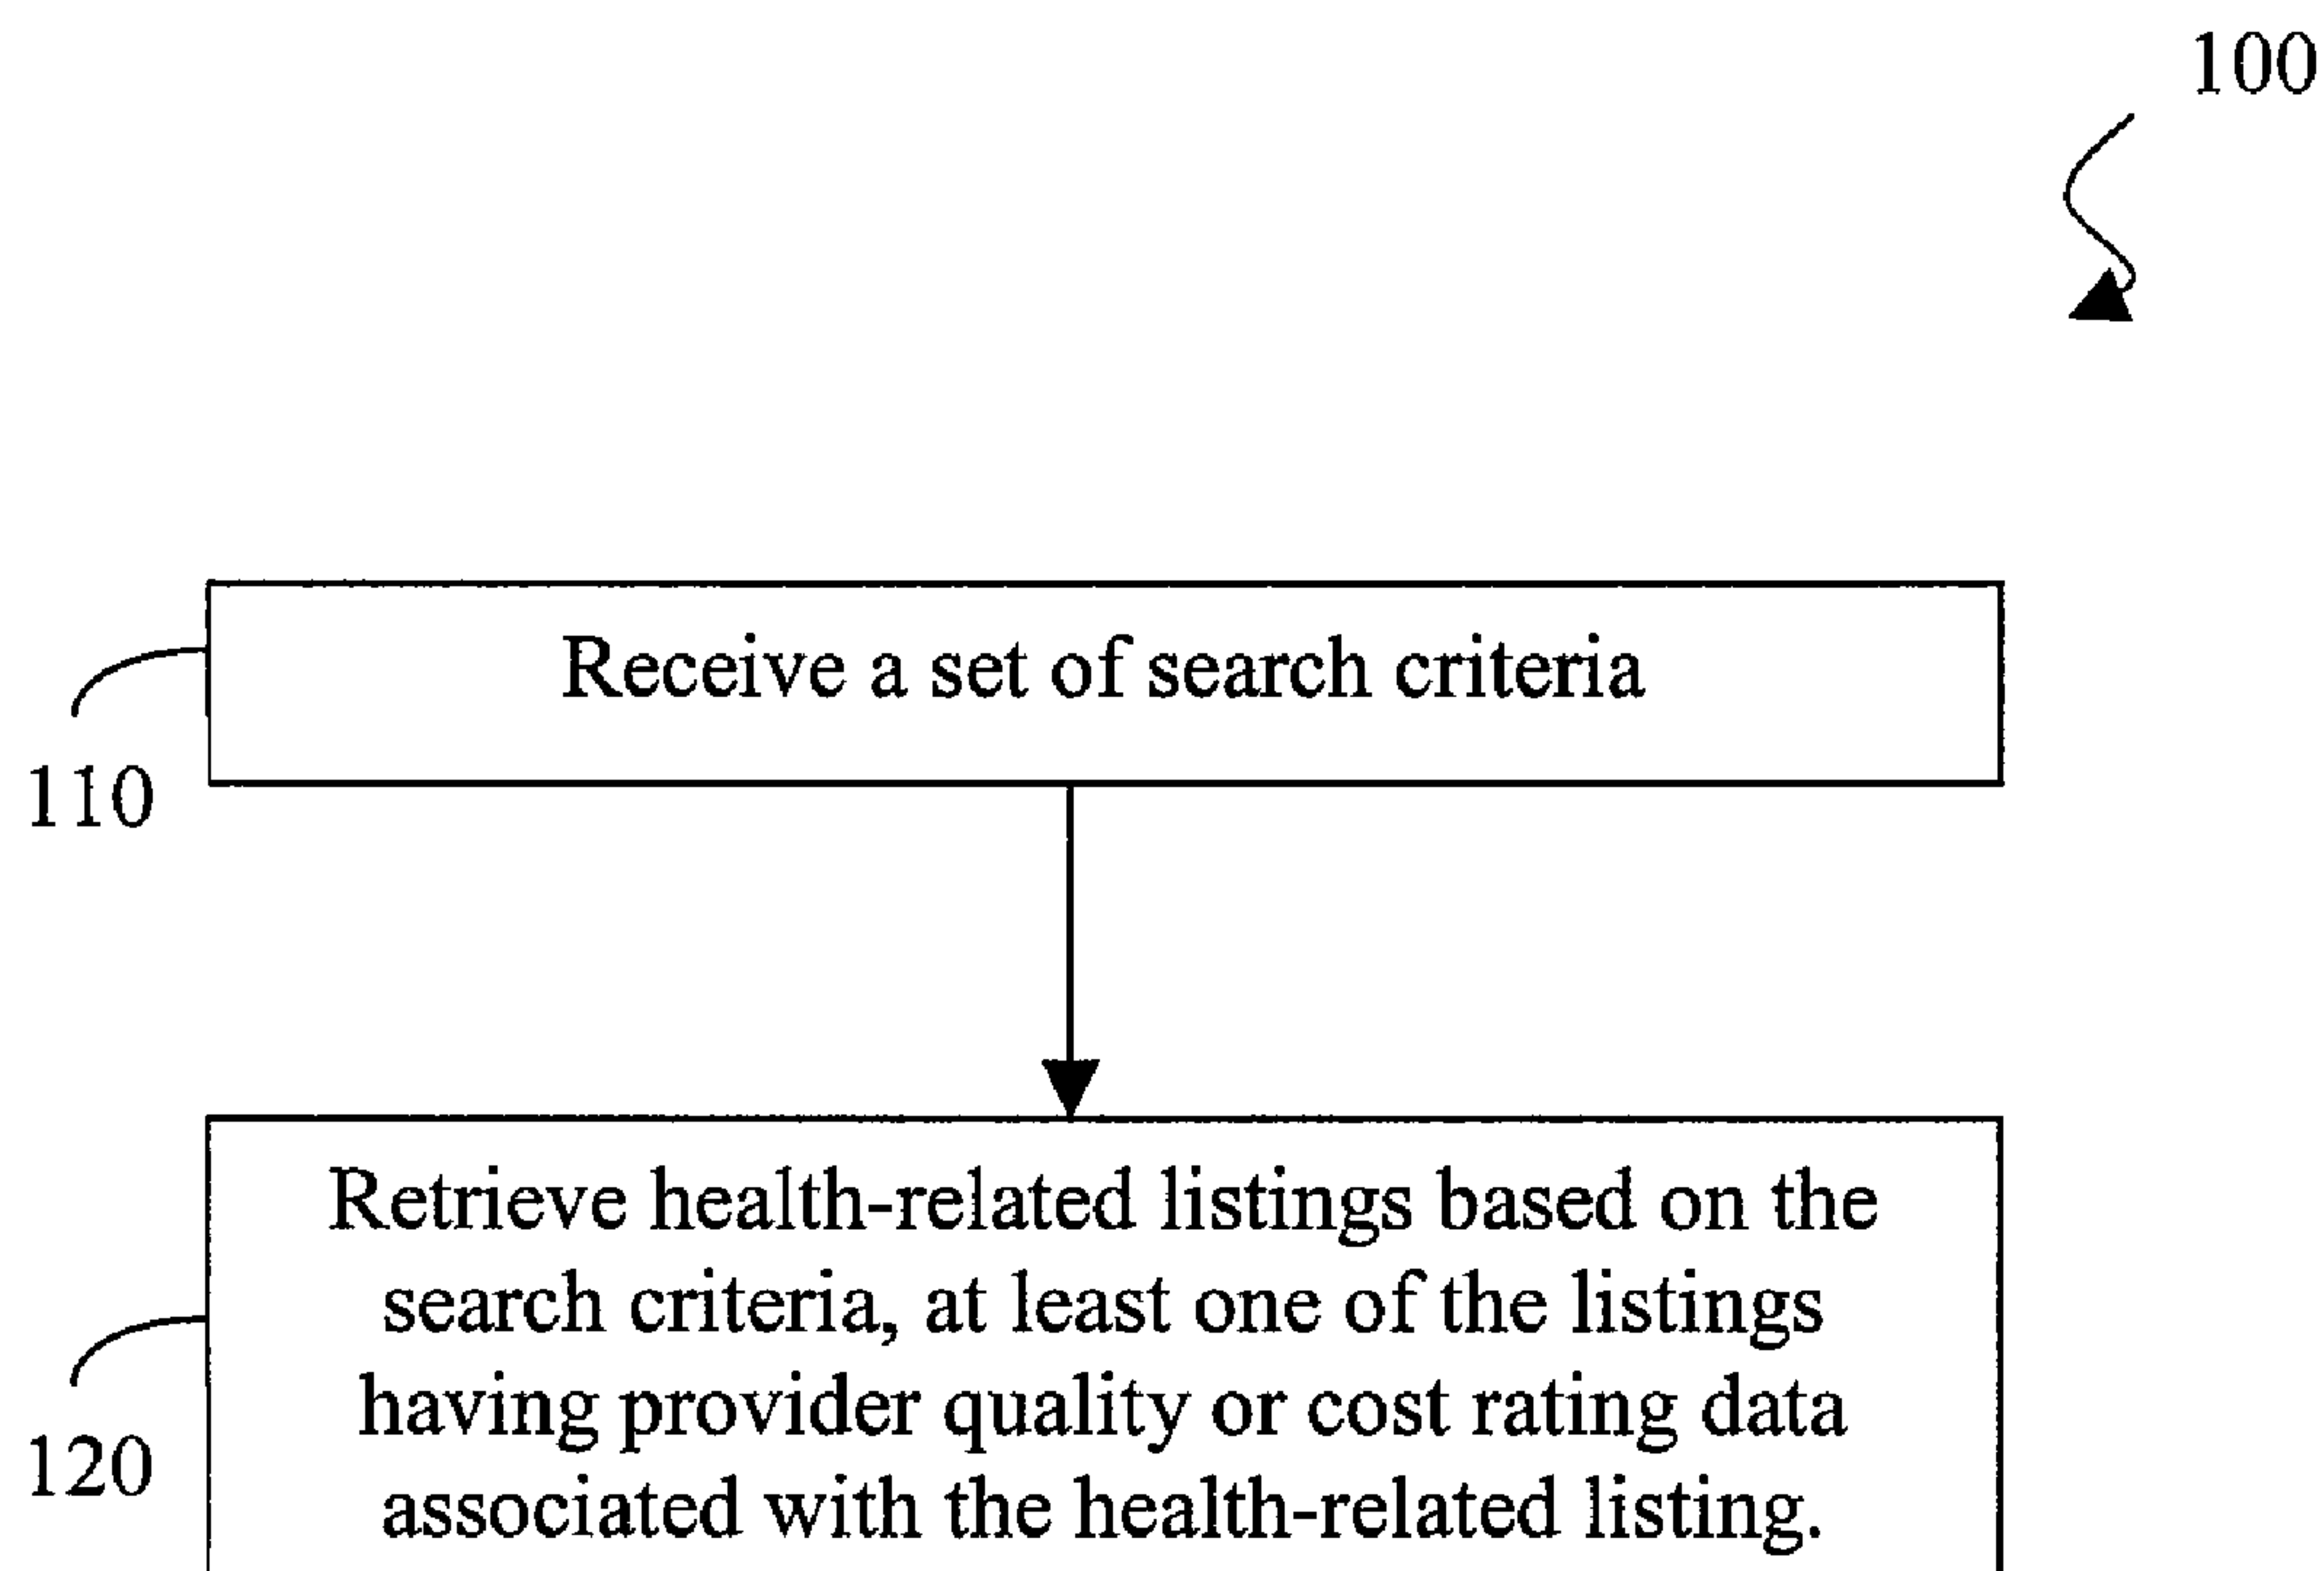 100
Receive a set of search criteria
110
Retrieve health-related listings based on the
search criteria, at least one of the listings
having provider quality or cost rating data
associated with the health-related listing.
120